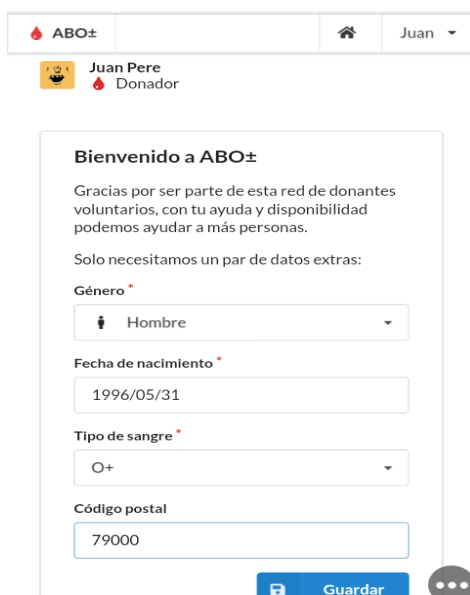 ABO±
Juan
Juan Pere
Donador
Bienvenido a ABO±
Gracias por ser parte de esta red de donantes
voluntarios, con tu ayuda y disponibilidad
podemos ayudar a más personas.
Solo necesitamos un par de datos extras:
Género *
Hombre
Fecha de nacimiento *
1996/05/31
Tipo de sangre *
O+
Código postal
79000
Guardar